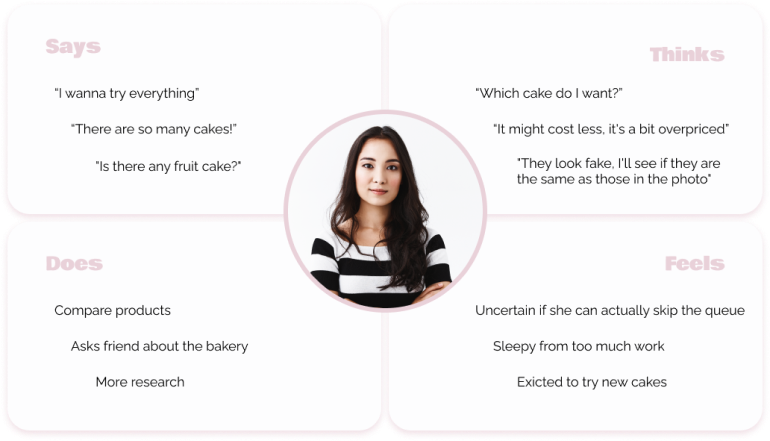 Says
“I wanna try everything”
“There are so many cakes!”
“Is there any fruit cake?"
Thinks
“Which cake do I want?”
“It might cost less, it's a bit overpriced”
"They look fake, I'll see if they are
the same as those in the photo"
Does
Compare products
Asks friend about the bakery
More research
Feels
Uncertain if she can actually skip the queue
Sleepy from too much work
Exicted to try new cakes